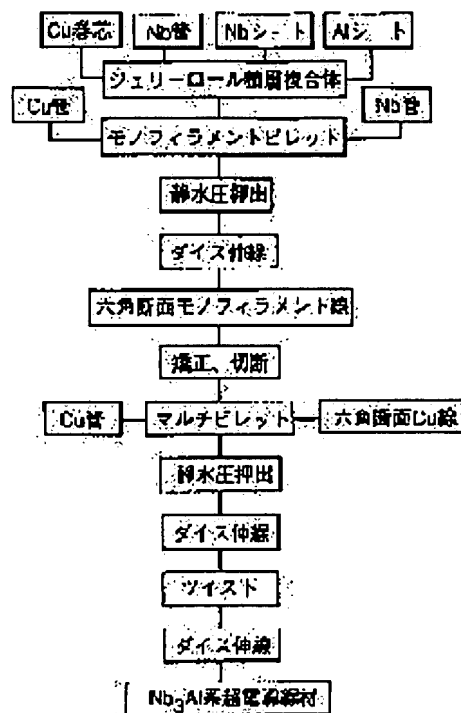 Cu巻芯 Nb管 Nbシート Alシート
ジェリーロール積層複合体
Cu管 Nb管
モノフィラメントビレット
静水圧押出
ダイス伸線
六角断面モノフィラメント線
矯正、切断
Cu管 マルチビレット 六角断面Cu線
静水圧押出
ダイス伸線
ツイスト
ダイス伸線
Nb₃Al系超電導線材